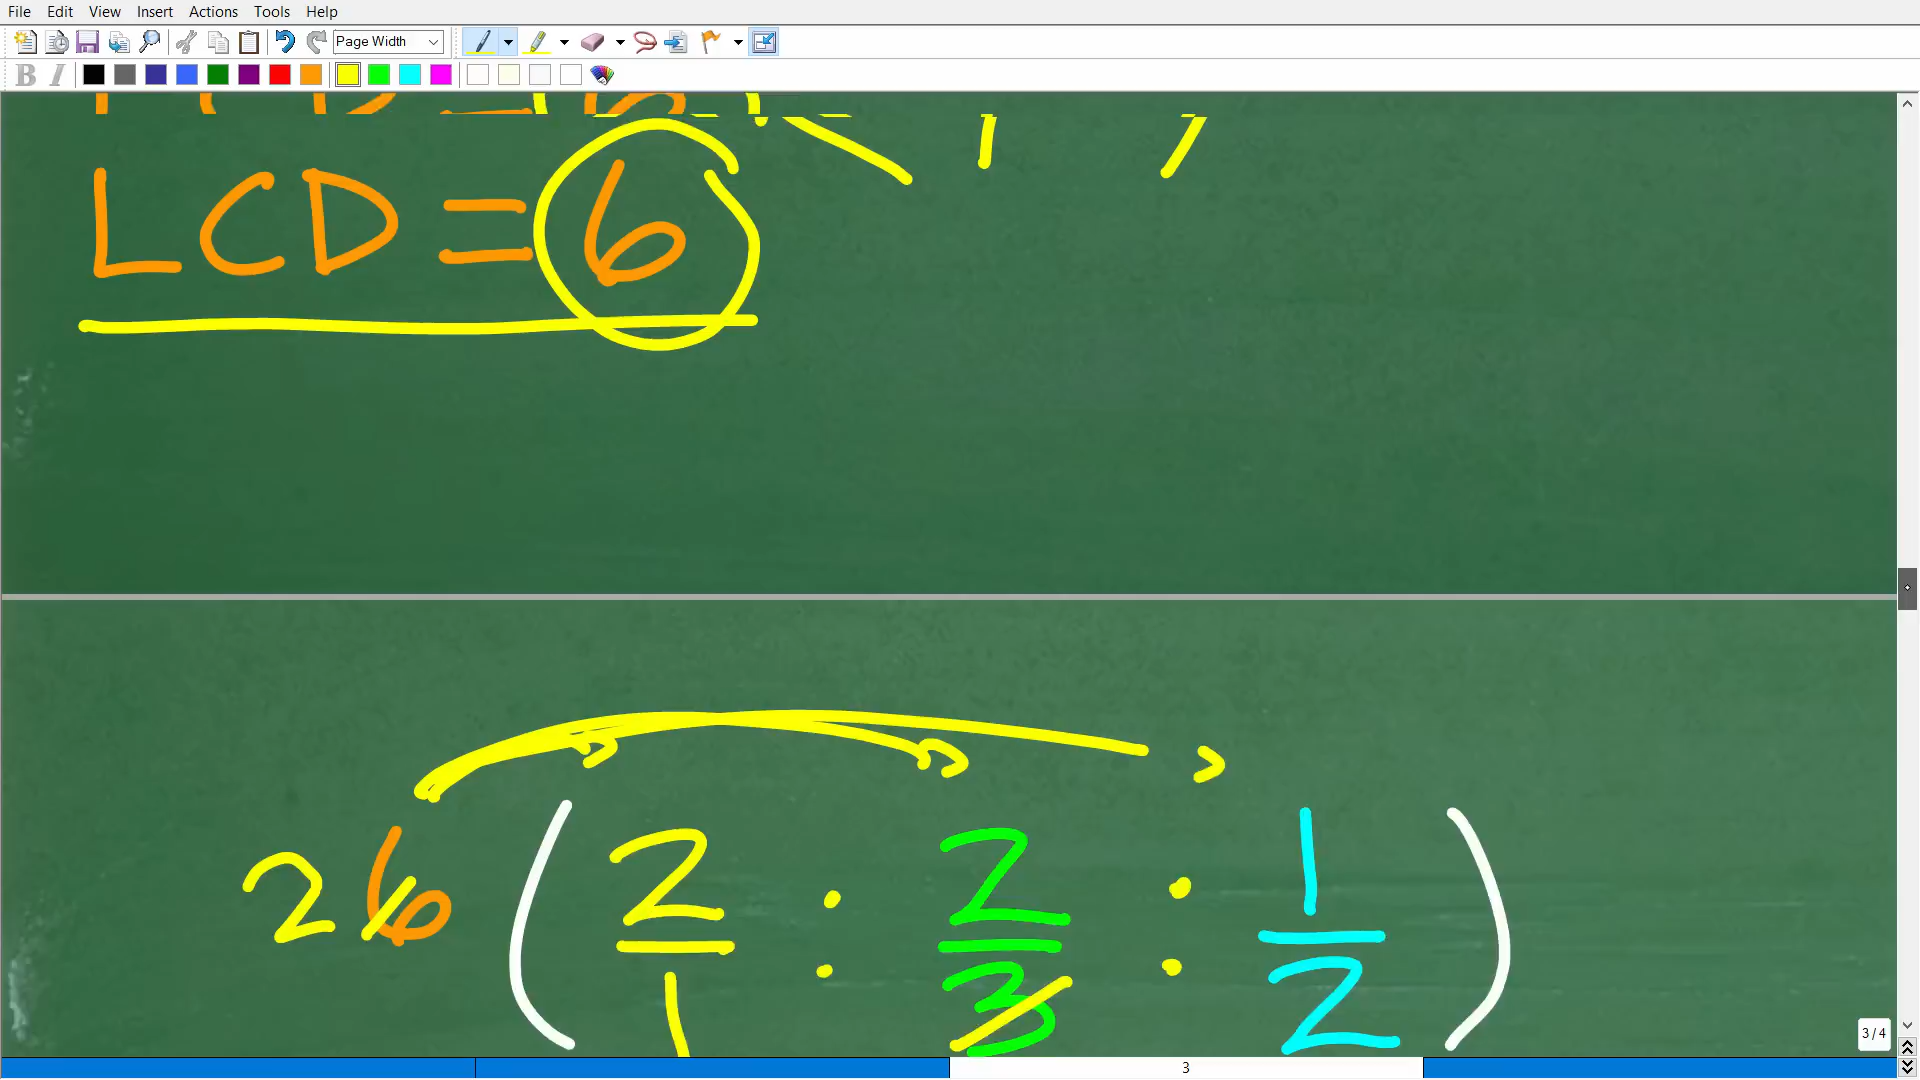 File Edit View Insert Actions Tools Help
Page Width
B I
LCD = 6
2 6 ( 2/1 : 2/3 : 1/2 )
3/4
3